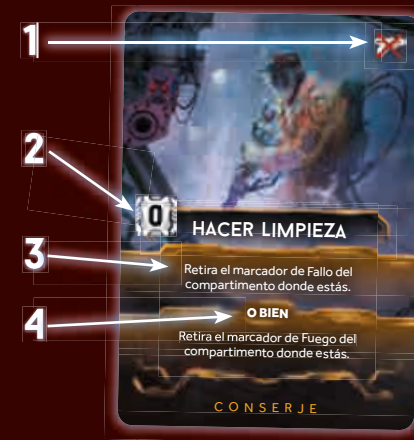 1
2
0
HACER LIMPIEZA
3
Retira el marcador de Fallo del
compartimento donde estás.
4
O BIEN
Retira el marcador de Fuego del
compartimento donde estás.
CONSERJE